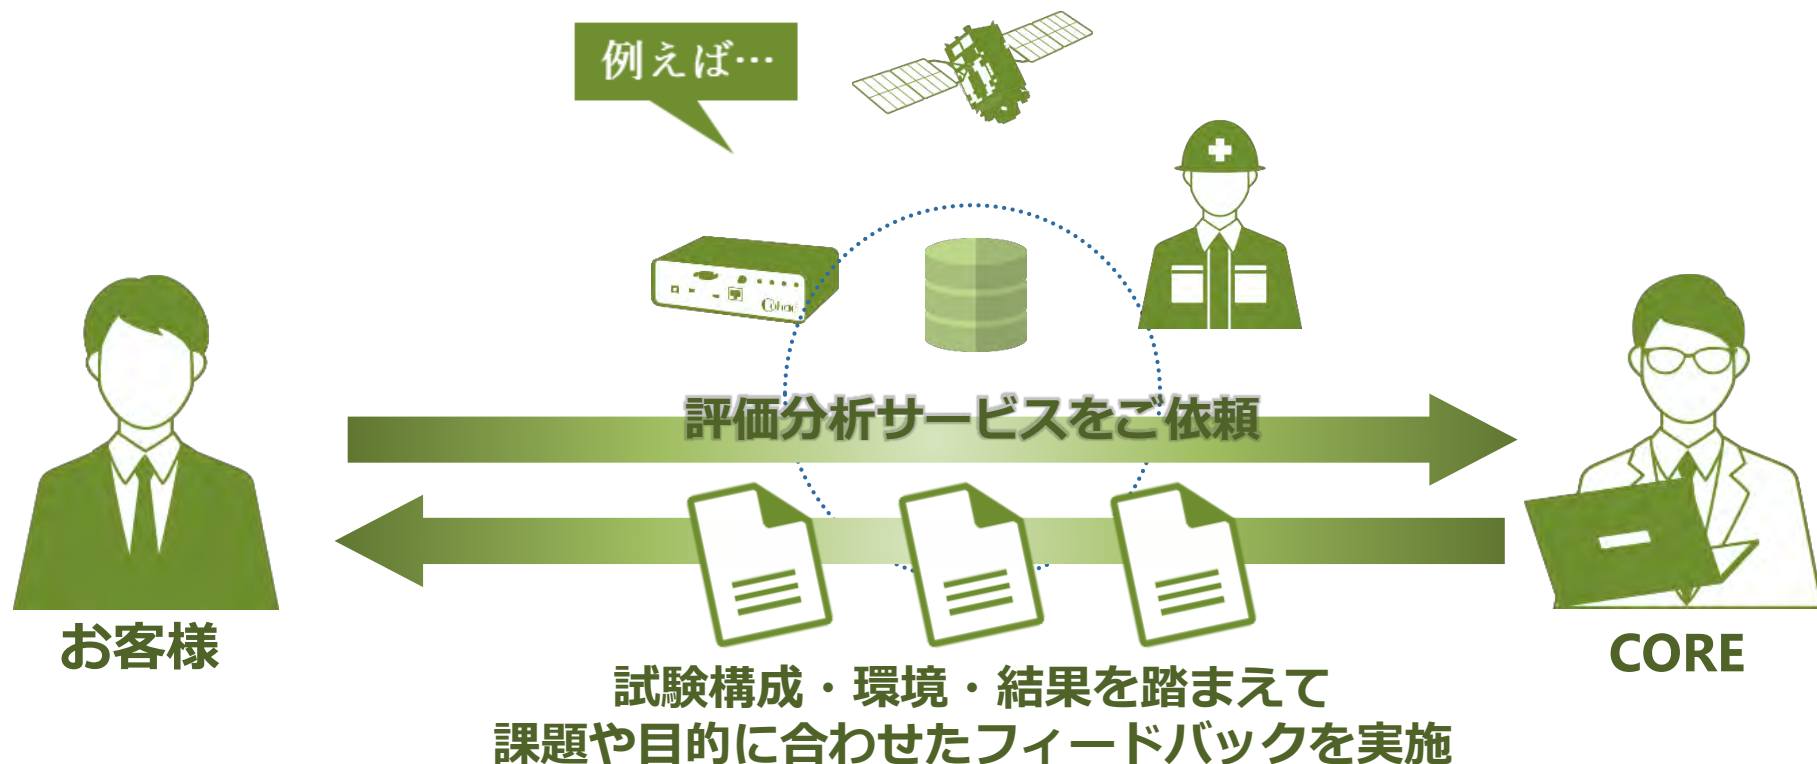 例えば…
評価分析サービスをご依頼
お客様
CORE
試験構成・環境・結果を踏まえて
課題や目的に合わせたフィードバックを実施